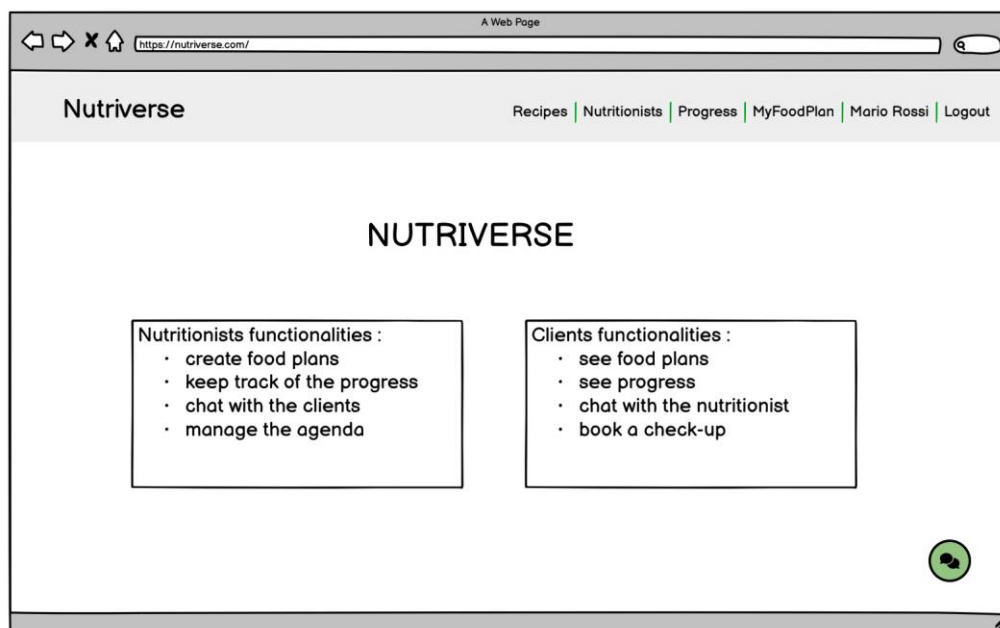 A Web Page
https://nutriverse.com/
Nutriverse
Recipes | Nutritionists | Progress | MyFoodPlan | Mario Rossi | Logout
NUTRIVERSE
Nutritionists functionalities :
· create food plans
· keep track of the progress
· chat with the clients
· manage the agenda
Clients functionalities :
· see food plans
· see progress
· chat with the nutritionist
· book a check-up